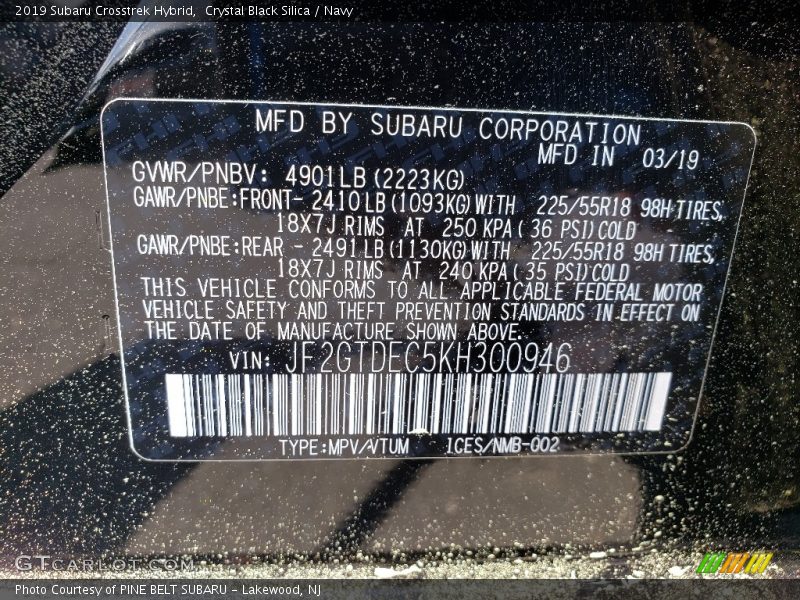 2019 Subaru Crosstrek Hybrid, Crystal Black Silica / Navy
MFD BY SUBARU CORPORATION
MFD IN 03/19
GVWR/PNBV: 4901LB(2223KG)
GAWR/PNBE:FRONT- 2410LB(1093KG)WITH 225/55R18 98H TIRES,
18X7J RIMS AT 250 KPA( 36 PSI)COLD
GAWR/PNBE:REAR - 2491LB(1130KG)WITH 225/55R18 98H TIRES,
18X7J RIMS AT 240 KPA( 35 PSI)COLD
THIS VEHICLE CONFORMS TO ALL APPLICABLE FEDERAL MOTOR
VEHICLE SAFETY AND THEFT PREVENTION STANDARDS IN EFFECT ON
THE DATE OF MANUFACTURE SHOWN ABOVE.
VIN: JF2GTDEC5KH300946
TYPE:MPV/VTUM ICES/NMB-002
GTCARLOT.COM
Photo Courtesy of PINE BELT SUBARU - Lakewood, NJ